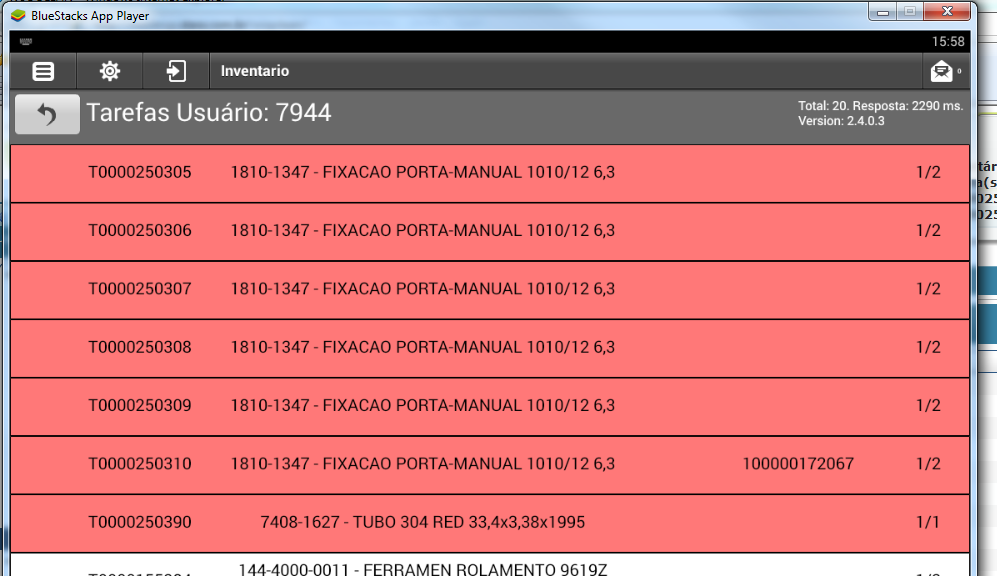 BlueStacks App Player
15:58
Inventario
0
Tarefas Usuário: 7944
Total: 20. Resposta: 2290 ms.
Version: 2.4.0.3
T0000250305 1810-1347 - FIXACAO PORTA-MANUAL 1010/12 6,3 1/2
T0000250306 1810-1347 - FIXACAO PORTA-MANUAL 1010/12 6,3 1/2
T0000250307 1810-1347 - FIXACAO PORTA-MANUAL 1010/12 6,3 1/2
T0000250308 1810-1347 - FIXACAO PORTA-MANUAL 1010/12 6,3 1/2
T0000250309 1810-1347 - FIXACAO PORTA-MANUAL 1010/12 6,3 1/2
T0000250310 1810-1347 - FIXACAO PORTA-MANUAL 1010/12 6,3 100000172067 1/2
T0000250390 7408-1627 - TUBO 304 RED 33,4x3,38x1995 1/1
144-4000-0011 - FERRAMEN ROLAMENTO 9619Z